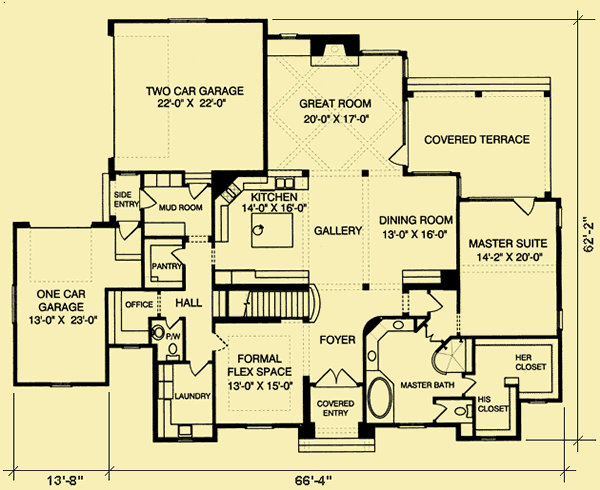 TWO CAR GARAGE
22'-0" X 22'-0"
GREAT ROOM
20'-0" X 17'-0"
COVERED TERRACE
SIDE
ENTRY
MUD ROOM
KITCHEN
14'-0" X 16'-0"
GALLERY
DINING ROOM
13'-0" X 16'-0"
MASTER SUITE
14'-2" X 20'-0"
62'-2"
PANTRY
ONE CAR
GARAGE
13'-0" X 23'-0"
OFFICE
HALL
P/W
FOYER
FORMAL
FLEX SPACE
13'-0" X 15'-0"
LAUNDRY
COVERED
ENTRY
MASTER BATH
HER
CLOSET
HIS
CLOSET
13'-8"
66'-4"